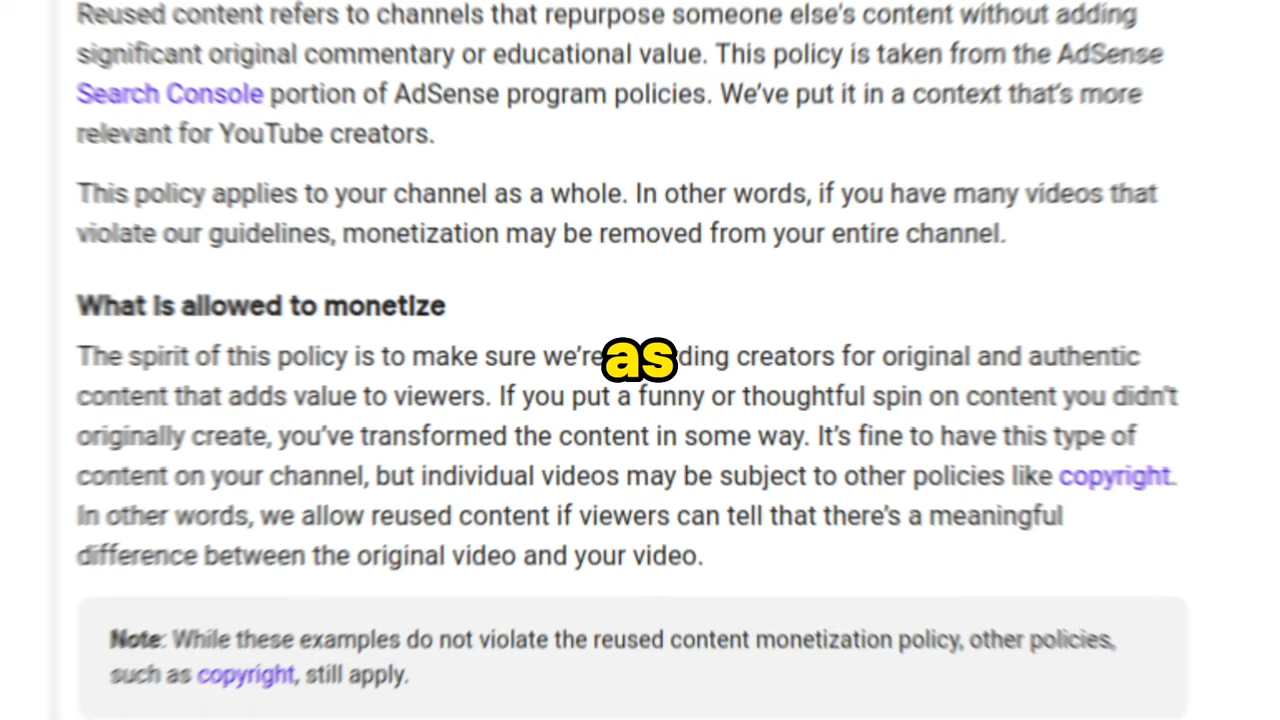 Reused content refers to channels that repurpose someone else's content without adding
significant original commentary or educational value. This policy is taken from the AdSense
Search Console portion of AdSense program policies. We've put it in a context that's more
relevant for YouTube creators.
This policy applies to your channel as a whole. In other words, if you have many videos that
violate our guidelines, monetization may be removed from your entire channel.
What is allowed to monetize
The spirit of this policy is to make sure we're as ding creators for original and authentic
content that adds value to viewers. If you put a funny or thoughtful spin on content you didn't
originally create, you've transformed the content in some way. It's fine to have this type of
content on your channel, but individual videos may be subject to other policies like copyright.
In other words, we allow reused content if viewers can tell that there's a meaningful
difference between the original video and your video.
Note: While these examples do not violate the reused content monetization policy, other policies,
such as copyright, still apply.